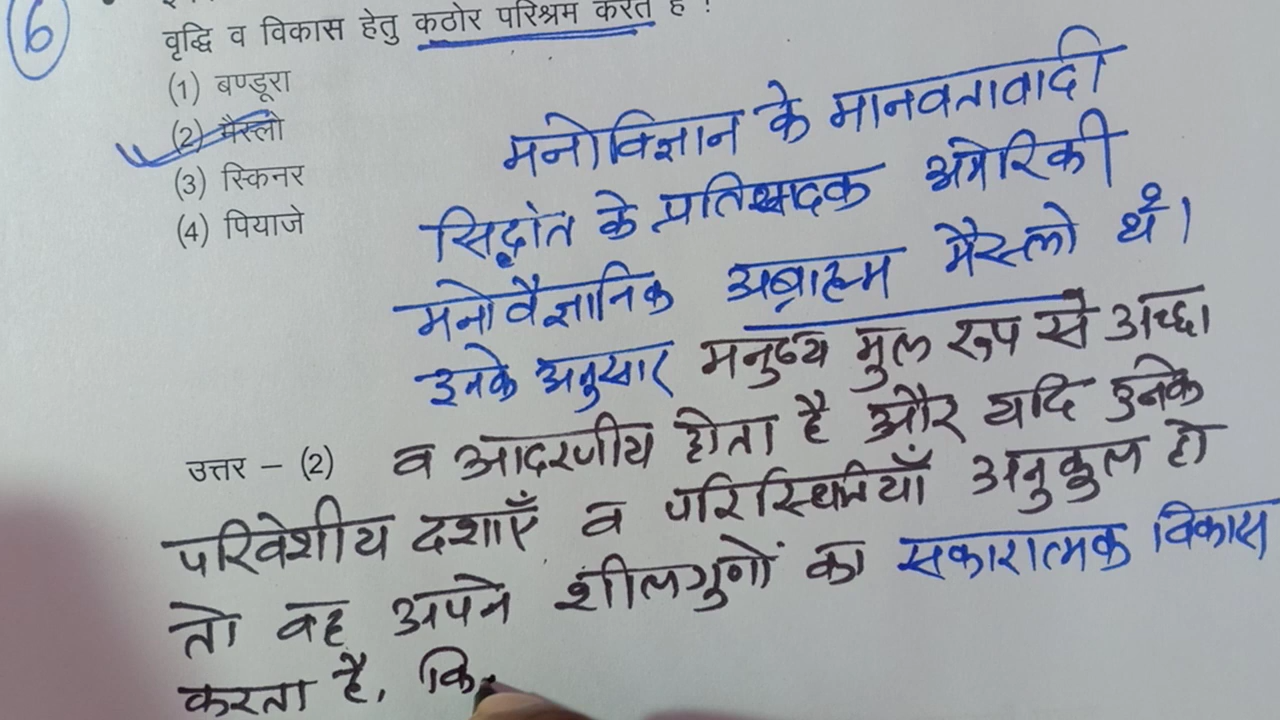 6
वृद्धि व विकास हेतु कठोर परिश्रम करते हैं ?
(1) बण्डूरा
(2) मैस्लो
(3) स्किनर
(4) पियाजे
मनोविज्ञान के मानवतावादी
सिद्धांत के प्रतिपादक अमेरिकी
मनोवैज्ञानिक अब्राहम मैस्लो थे।
इनके अनुसार मनुष्य मुल रूप से अच्छा
उत्तर – (2) व आदरणीय होता है और यदि उनके
परिवेशीय दशाएँ व परिस्थितियाँ अनुकुल हो
तो वह अपने शीलगुणों का सकारात्मक विकास
करता है, कि